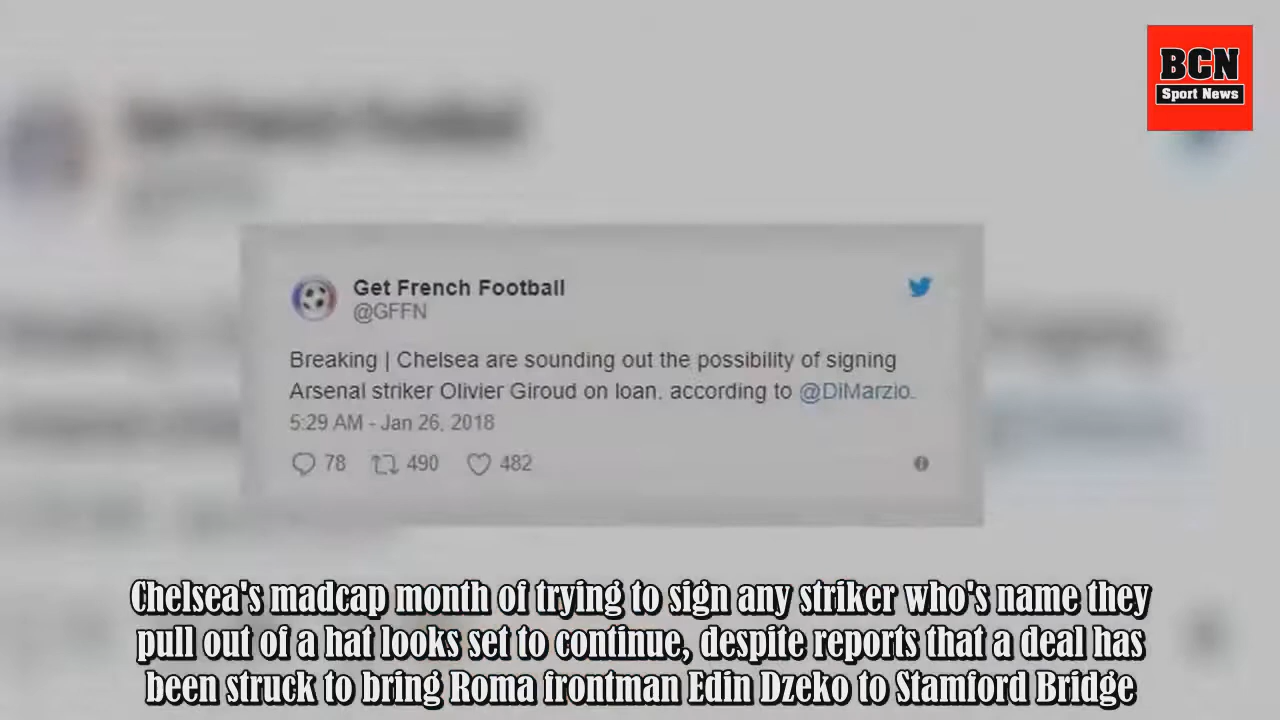 BCN
Sport News
Get French Football
@GFFN
Breaking | Chelsea are sounding out the possibility of signing
Arsenal striker Olivier Giroud on loan, according to @DiMarzio.
5:29 AM - Jan 26, 2018
78 490 482
Chelsea's madcap month of trying to sign any striker who's name they
pull out of a hat looks set to continue, despite reports that a deal has
been struck to bring Roma frontman Edin Dzeko to Stamford Bridge